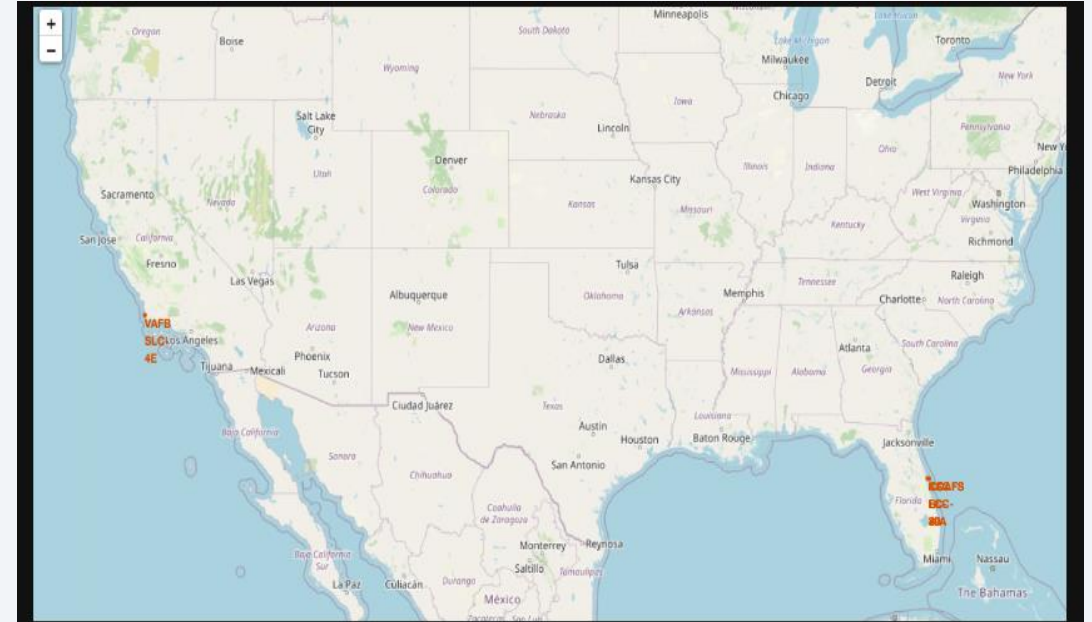 +
−
Oregon
Boise
South Dakota
Minneapolis
Lake Michigan
Toronto
Wyoming
Milwaukee
Detroit
New York
Chicago
Iowa
Salt Lake
City
Nebraska
Lincoln
Pennsylvania
Ohio
Denver
Utah
Colorado
Illinois
Indiana
Philadelphia
Sacramento
Nevada
Kansas City
Kansas
Missouri
West Virginia
Washington
Virginia
Kentucky
San Jose
California
Richmond
Fresno
Las Vegas
Tulsa
Raleigh
Tennessee
Albuquerque
Oklahoma
Memphis
Charlotte
North Carolina
VAFB
SLC-
4E
Los Angeles
Arizona
New Mexico
Arkansas
Phoenix
Tucson
Tijuana
Mexicali
Dallas
Atlanta
South Carolina
Mississippi
Alabama
Georgia
Ciudad Juárez
Texas
Baja California
Austin
Houston
Louisiana
Baton Rouge
Jacksonville
Sonora
Chihuahua
San Antonio
Florida
Coahuila
de Zaragoza
Monterrey
Reynosa
Baja California
Sur
Saltillo
Tamaulipas
Miami
Nassau
La Paz
Culiacán
Durango
México
The Bahamas
Zacatecas
San Luis